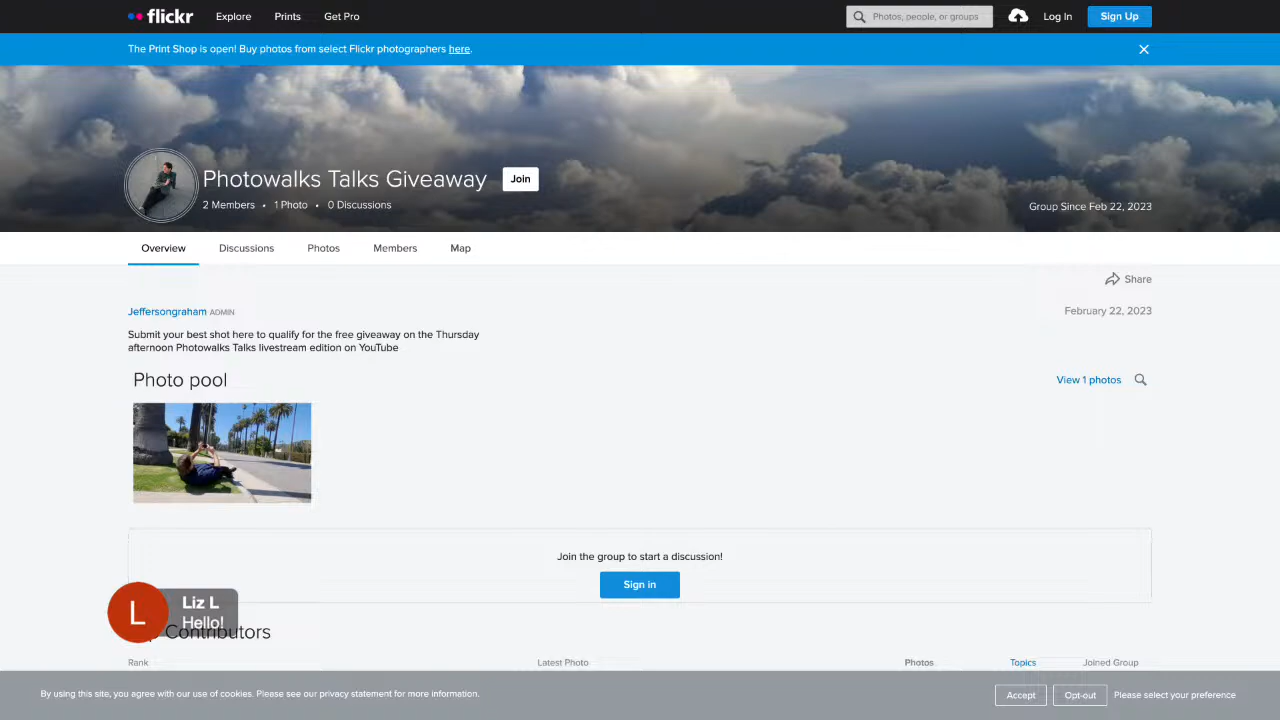 flickr
Explore
Prints
Get Pro
Photos, people, or groups
Log In
Sign Up
The Print Shop is open! Buy photos from select Flickr photographers here.
Photowalks Talks Giveaway
Join
2 Members • 1 Photo • 0 Discussions
Group Since Feb 22, 2023
Overview
Discussions
Photos
Members
Map
Share
Jeffersongraham ADMIN
February 22, 2023
Submit your best shot here to qualify for the free giveaway on the Thursday
afternoon Photowalks Talks livestream edition on YouTube
Photo pool
View 1 photos
Join the group to start a discussion!
Sign in
L
Liz L
Hello!
Contributors
Rank
Latest Photo
Photos
Topics
Joined Group
By using this site, you agree with our use of cookies. Please see our privacy statement for more information.
Accept
Opt-out
Please select your preference